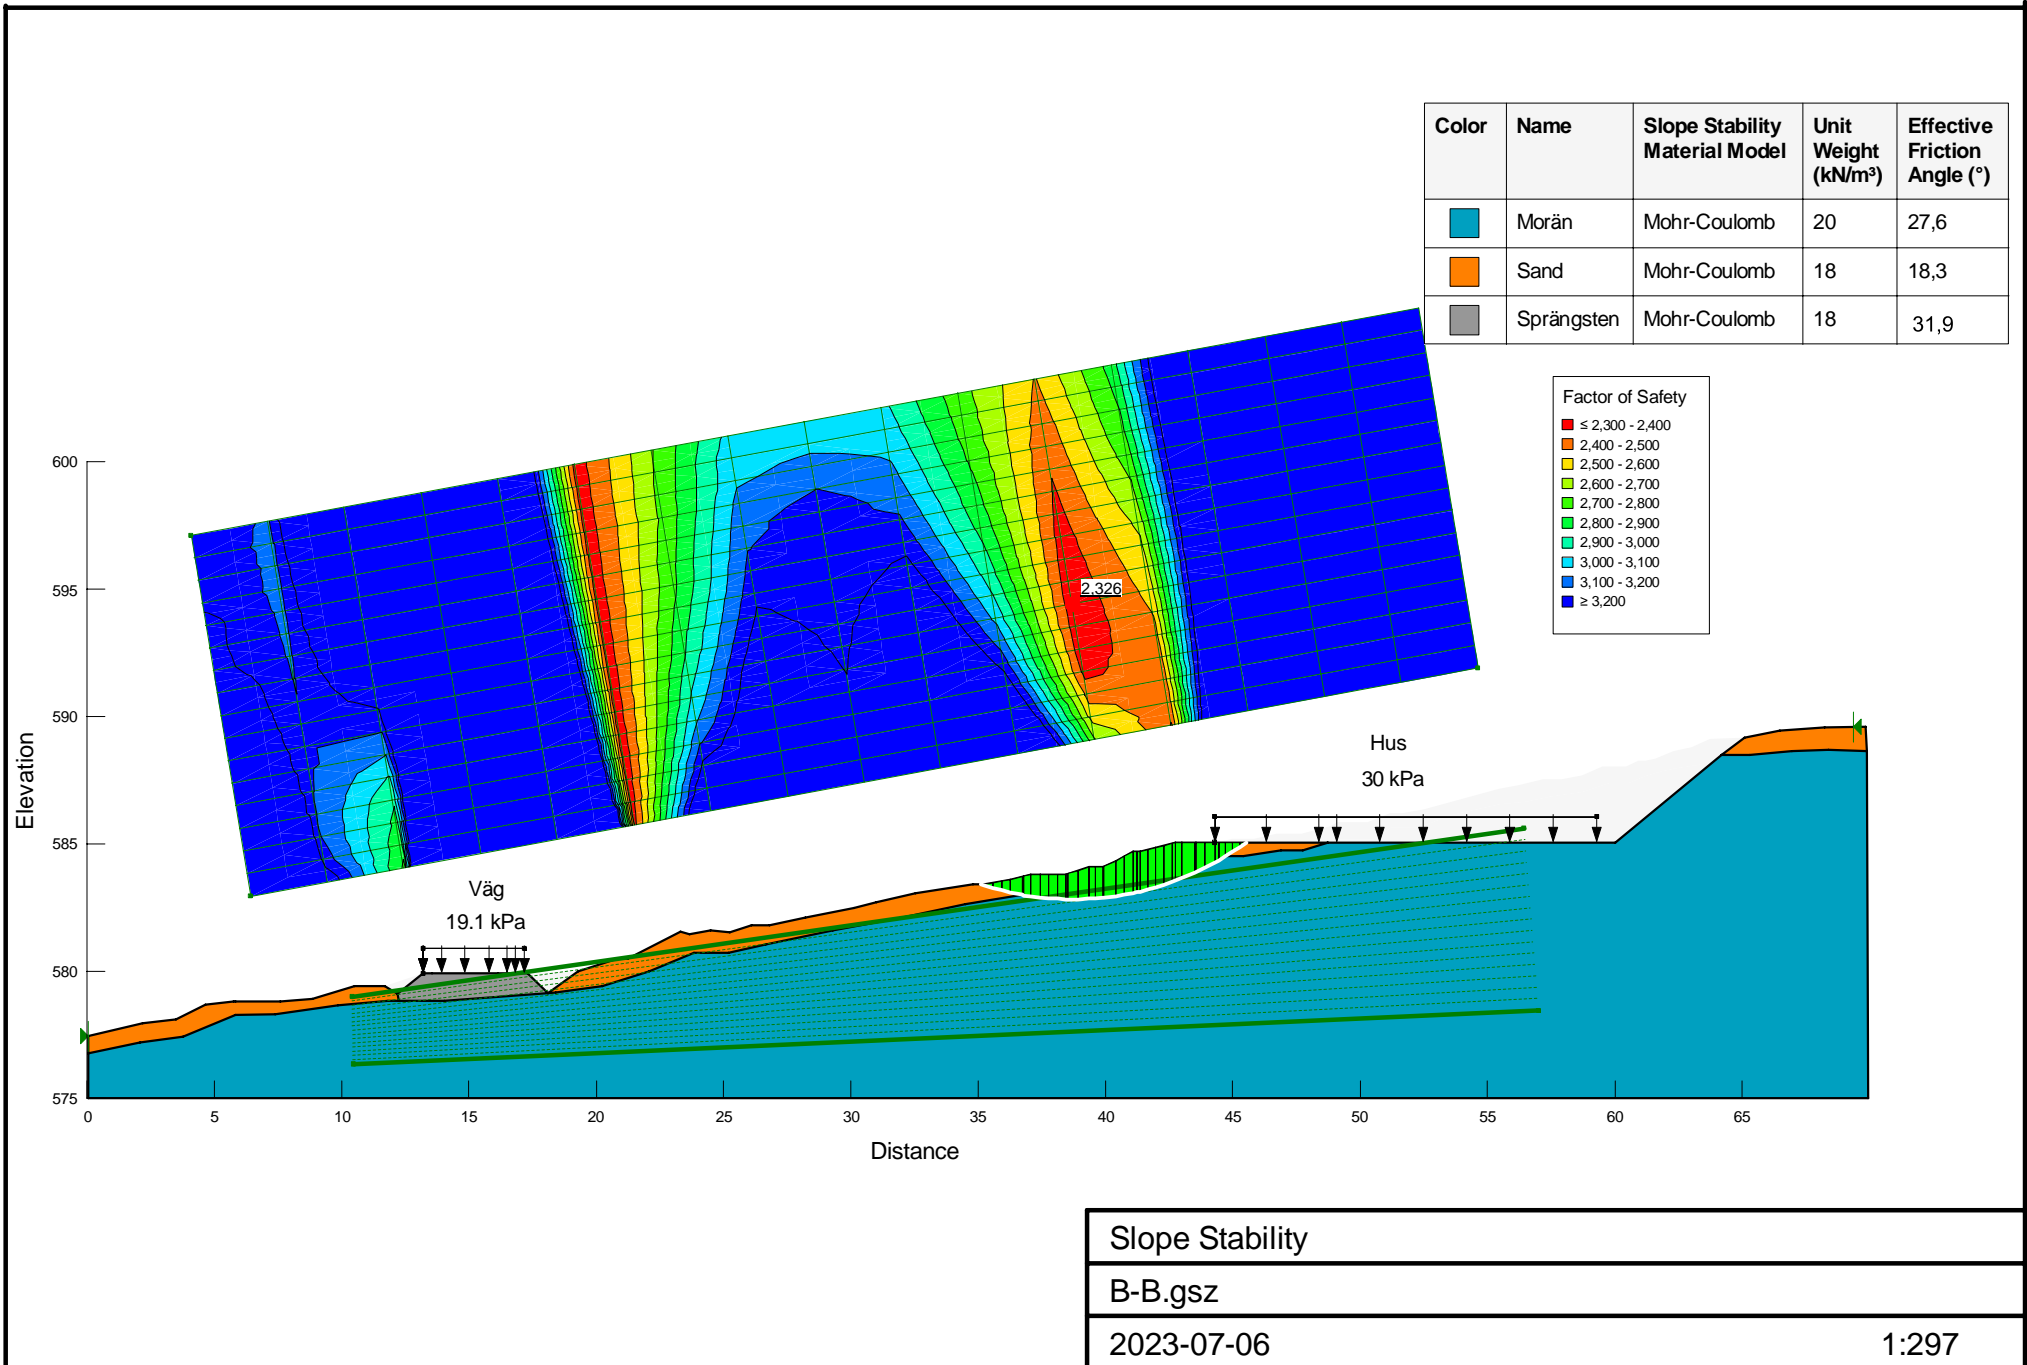 Color Name Slope Stability Material Model Unit Weight (kN/m³) Effective Friction Angle (°)
Morän Mohr-Coulomb 20 27,6
Sand Mohr-Coulomb 18 18,3
Sprängsten Mohr-Coulomb 18 31,9
Factor of Safety
≤ 2,300 - 2,400
2,400 - 2,500
2,500 - 2,600
2,600 - 2,700
2,700 - 2,800
2,800 - 2,900
2,900 - 3,000
3,000 - 3,100
3,100 - 3,200
≥ 3,200
2,326
Hus
30 kPa
Väg
19.1 kPa
Elevation
600
595
590
585
580
575
0 5 10 15 20 25 30 35 40 45 50 55 60 65
Distance
Slope Stability
B-B.gsz
2023-07-06 1:297